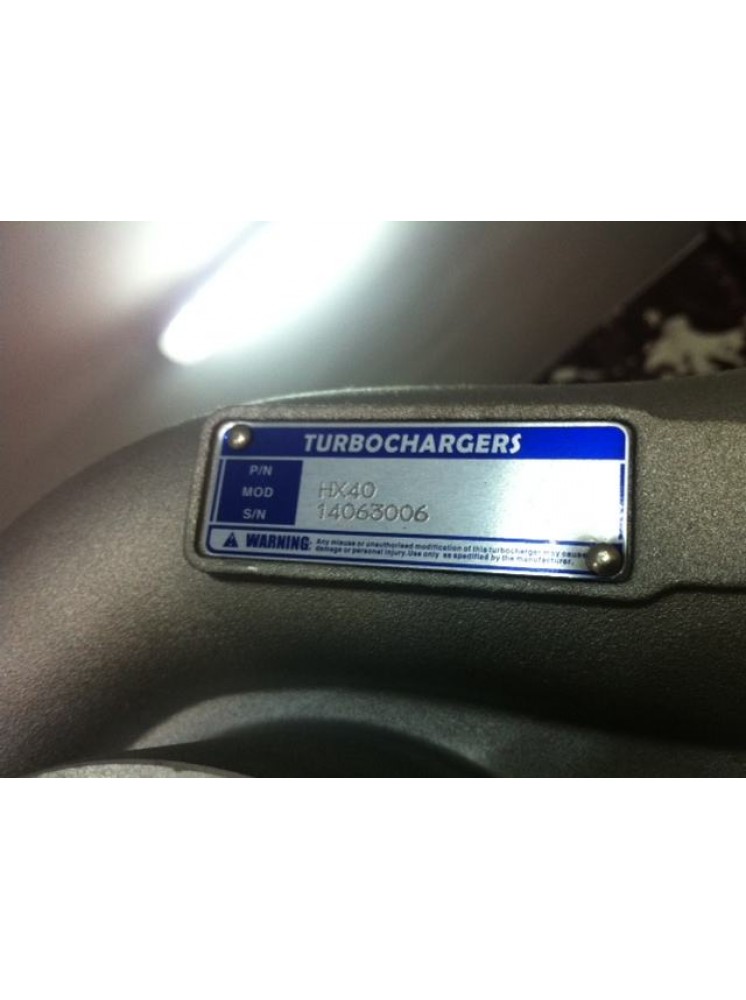 TURBOCHARGERS
P/N
MOD HX40
S/N 14063006
WARNING: Any misuse or unauthorised modification of this turbocharger may cause
damage or personal injury. Use only as specified by the manufacturer.